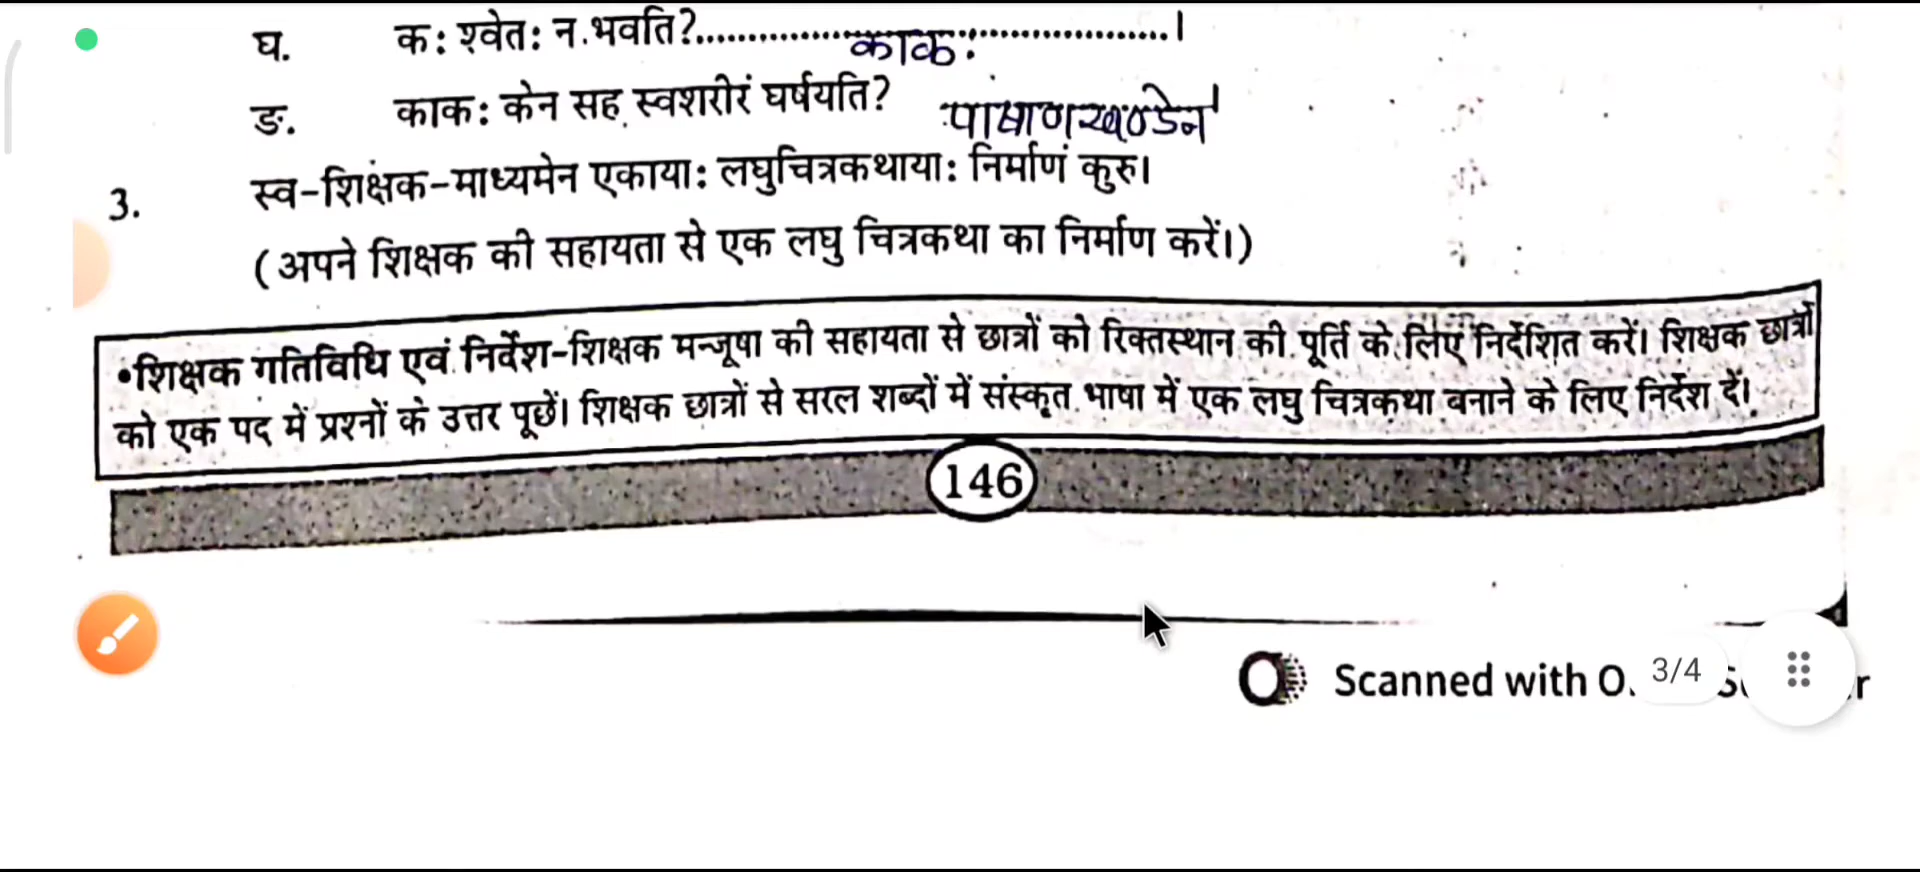 घ. कः श्वेतः न भवति?............................................।
काकः
ङ. काकः केन सह स्वशरीरं घर्षयति? पाषाणखण्डेन।
3. स्व-शिक्षक-माध्यमेन एकायाः लघुचित्रकथायाः निर्माणं कुरु।
(अपने शिक्षक की सहायता से एक लघु चित्रकथा का निर्माण करें।)
•शिक्षक गतिविधि एवं निर्देश-शिक्षक मन्जूषा की सहायता से छात्रों को रिक्तस्थान की पूर्ति के लिए निर्देशित करें। शिक्षक छात्रों
को एक पद में प्रश्नों के उत्तर पूछें। शिक्षक छात्रों से सरल शब्दों में संस्कृत भाषा में एक लघु चित्रकथा बनाने के लिए निर्देश दें।
146
Scanned with 3/4